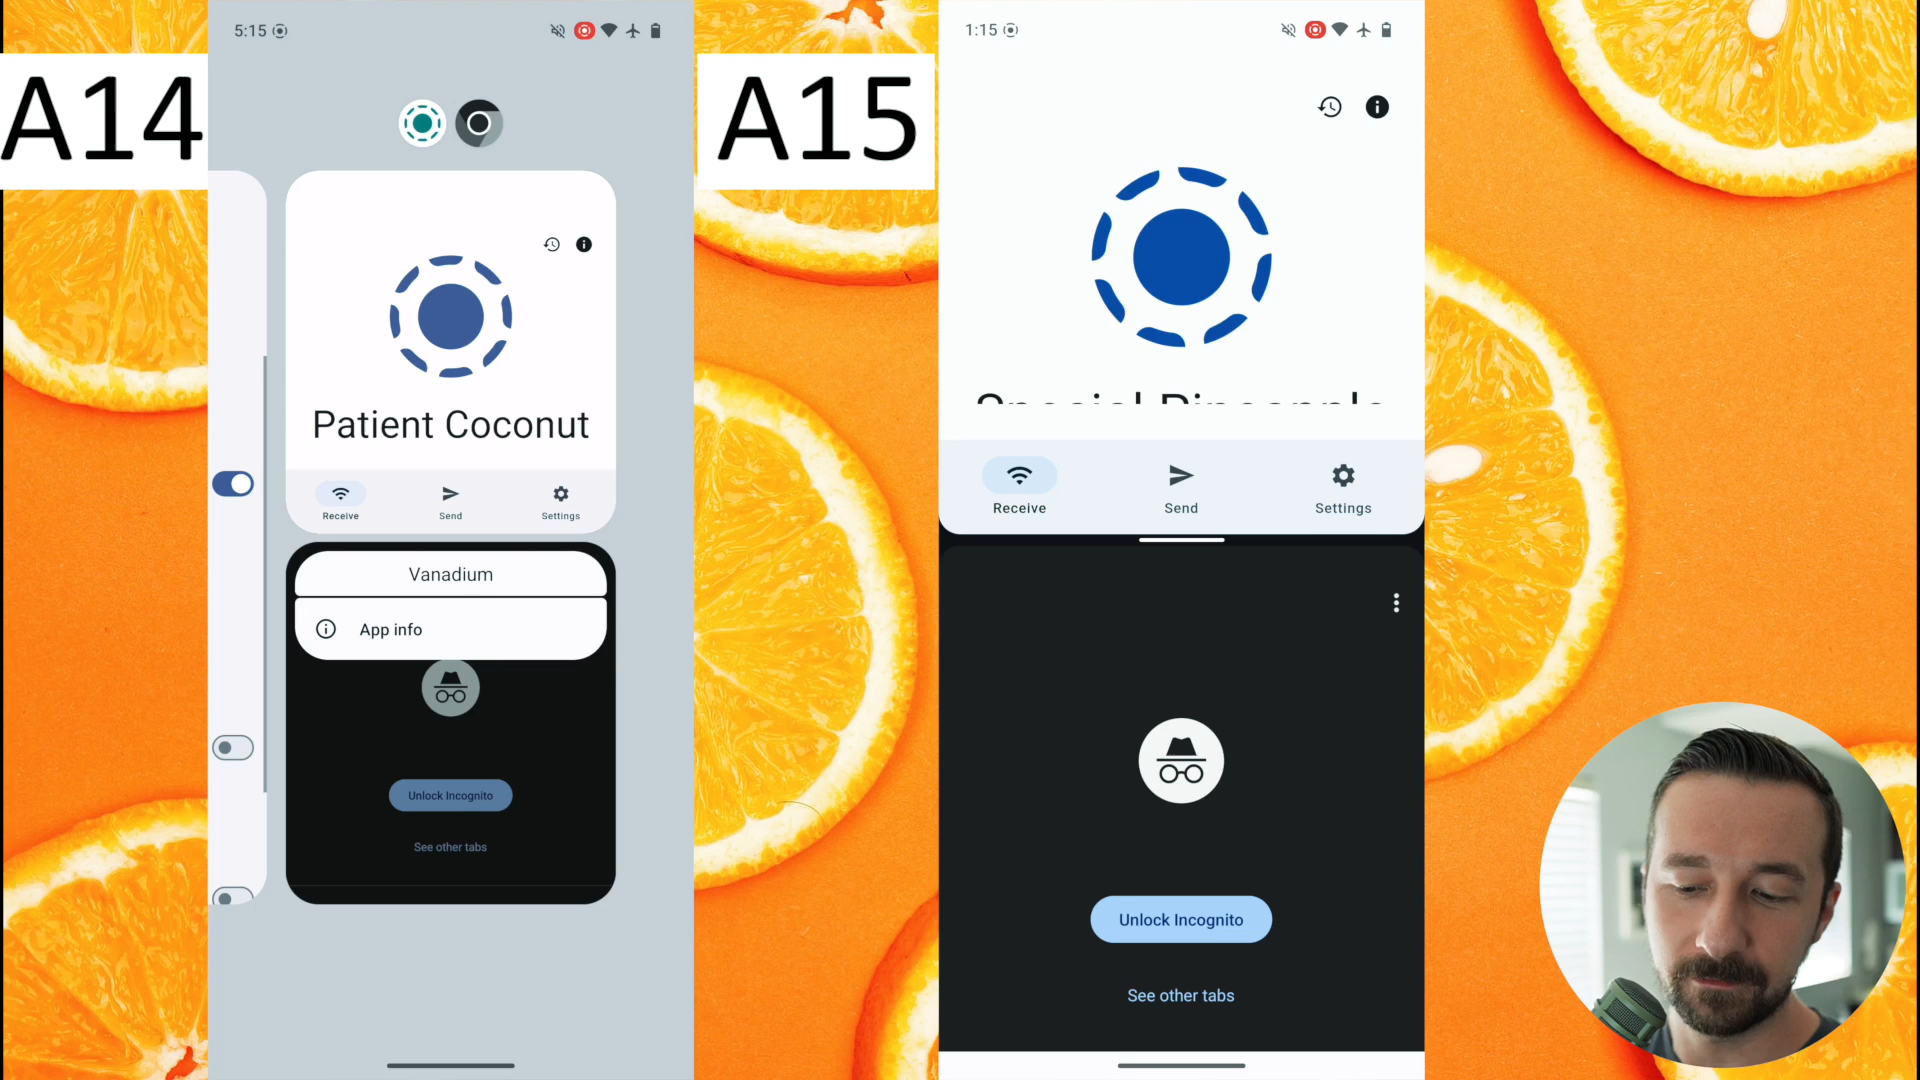 5:15
A14
Patient Coconut
Receive
Send
Settings
Vanadium
App info
Unlock Incognito
See other tabs
A15
1:15
Receive
Send
Settings
Unlock Incognito
See other tabs